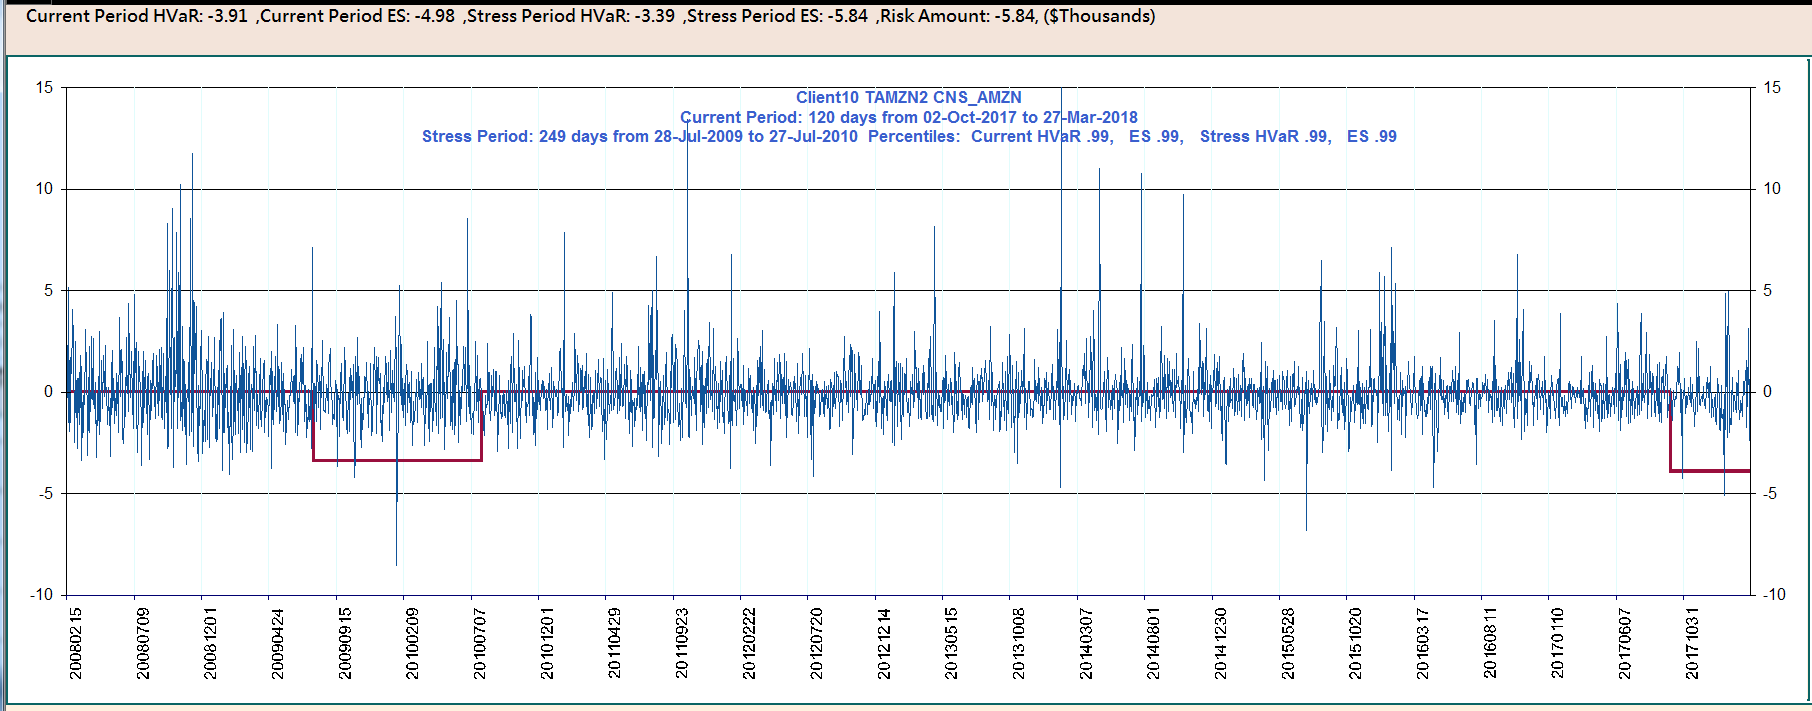 Current Period HVaR: -3.91 ,Current Period ES: -4.98 ,Stress Period HVaR: -3.39 ,Stress Period ES: -5.84 ,Risk Amount: -5.84, ($Thousands)
Client10 TAMZN2 CNS_AMZN
Current Period: 120 days from 02-Oct-2017 to 27-Mar-2018
Stress Period: 249 days from 28-Jul-2009 to 27-Jul-2010 Percentiles: Current HVaR .99, ES .99, Stress HVaR .99, ES .99
15 15
10 10
5 5
0 0
-5 -5
-10 -10
20080215 20080709 20081201 20090424 20090915 20100209 20100707 20101201 20110429 20110923 20120222 20120720 20121214 20130515 20131008 20140307 20140801 20141230 20150528 20151020 20160317 20160811 20170110 20170607 20171031